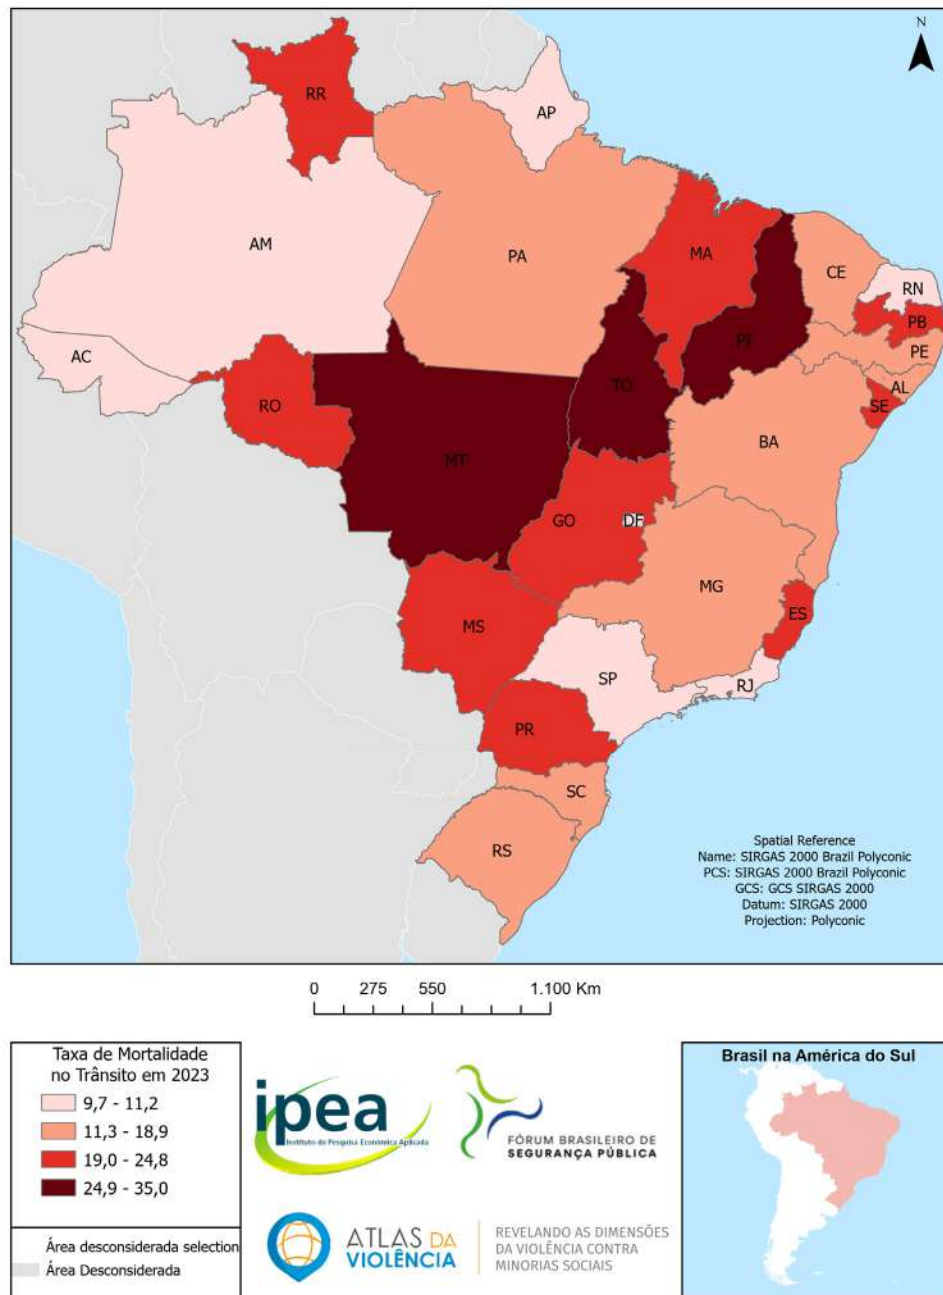 N
RR
AP
AM
PA
MA
CE
RN
PB
PI
PE
AC
AL
TO
SE
RO
BA
MT
GO
DF
MG
ES
MS
SP
RJ
PR
SC
RS
Spatial Reference
Name: SIRGAS 2000 Brazil Polyconic
PCS: SIRGAS 2000 Brazil Polyconic
GCS: GCS SIRGAS 2000
Datum: SIRGAS 2000
Projection: Polyconic
0 275 550 1.100 Km
Taxa de Mortalidade
no Trânsito em 2023
9,7 - 11,2
11,3 - 18,9
19,0 - 24,8
24,9 - 35,0
Área desconsiderada selection
Área Desconsiderada
ipea
Instituto de Pesquisa Econômica Aplicada
FÓRUM BRASILEIRO DE
SEGURANÇA PÚBLICA
ATLAS DA
VIOLÊNCIA
REVELANDO AS DIMENSÕES
DA VIOLÊNCIA CONTRA
MINORIAS SOCIAIS
Brasil na América do Sul